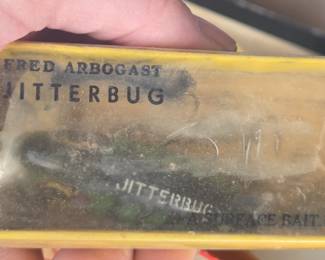 FRED ARBOGAST
JITTERBUG
JITTERBUG
A SURFACE BAIT